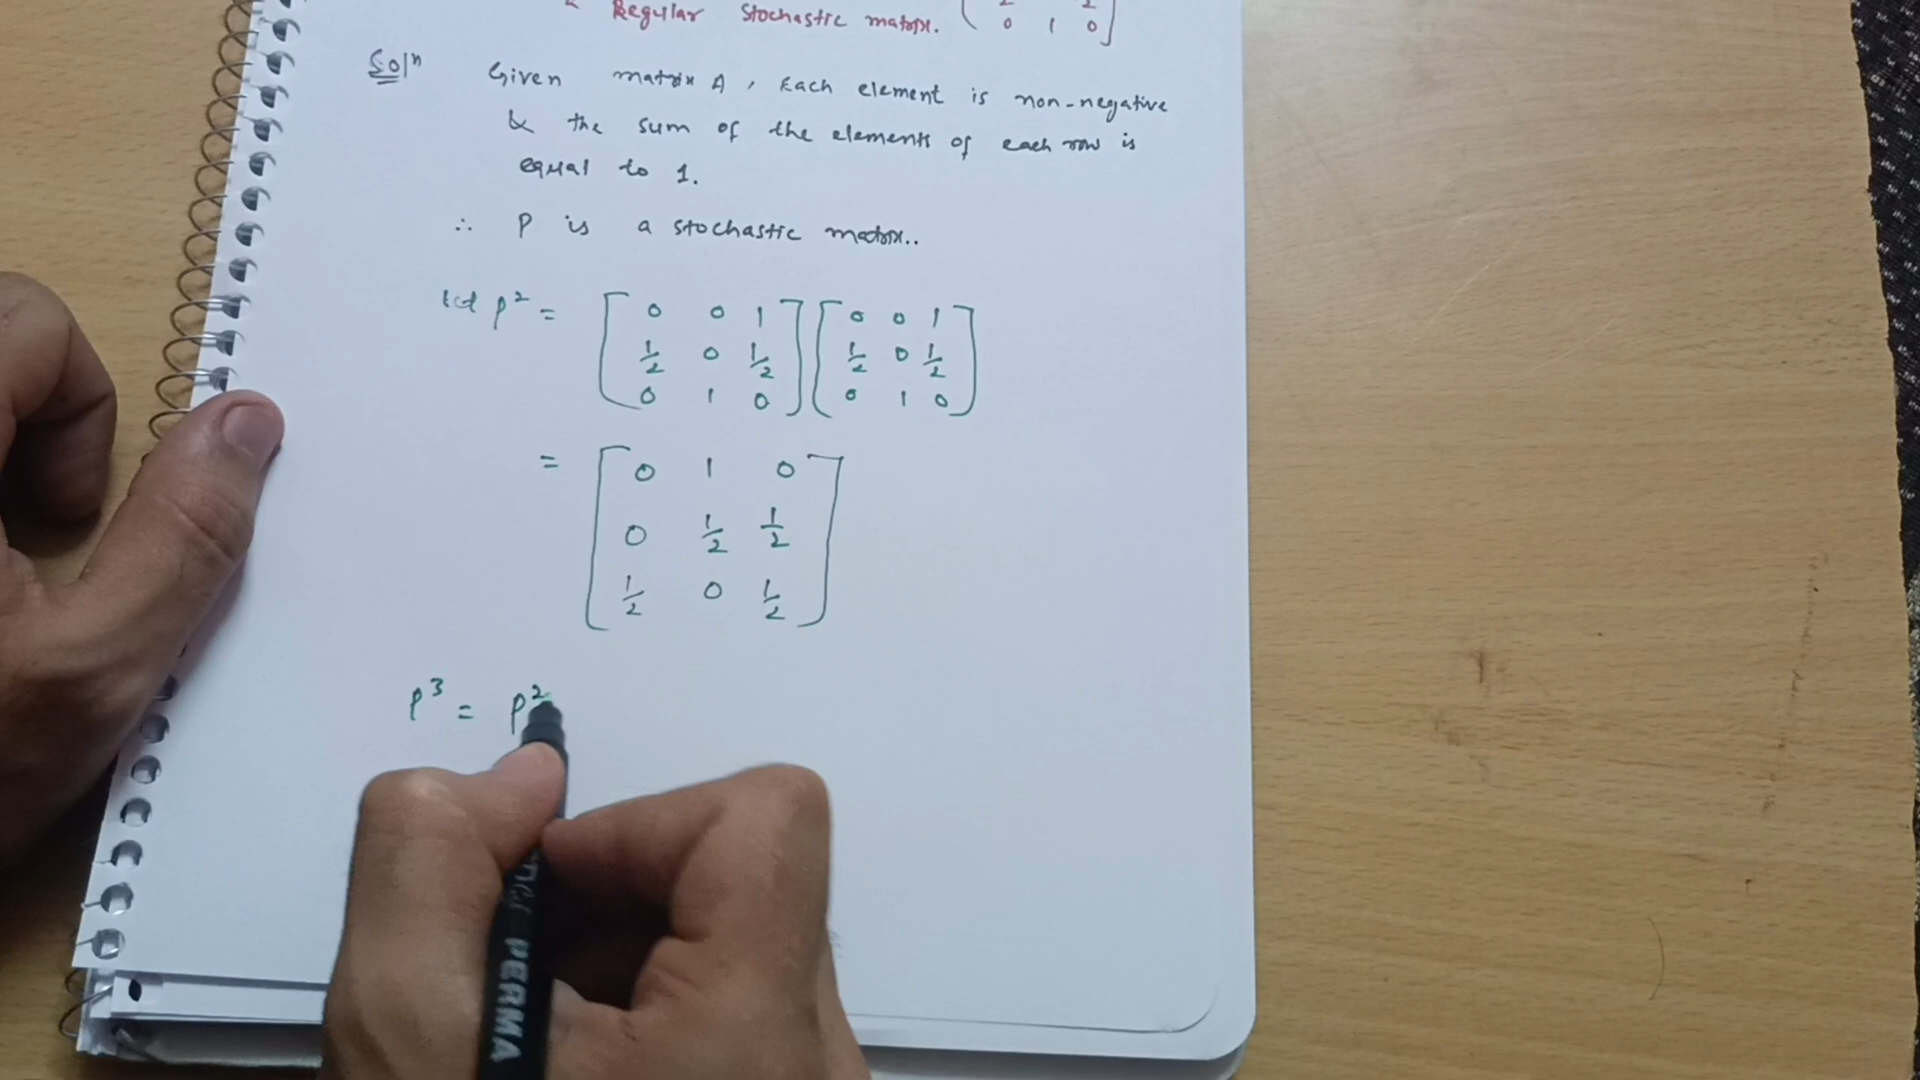 a Regular Stochastic matrix. 0 1 0
Solⁿ Given matrix A, Each element is non-negative
& the sum of the elements of each row is
equal to 1.
∴ P is a stochastic matrix..
let P² = [ 0 0 1 ] [ 0 0 1 ]
1/2 0 1/2 1/2 0 1/2
0 1 0 0 1 0
= [ 0 1 0 ]
0 1/2 1/2
1/2 0 1/2
P³ = P²
PERMA